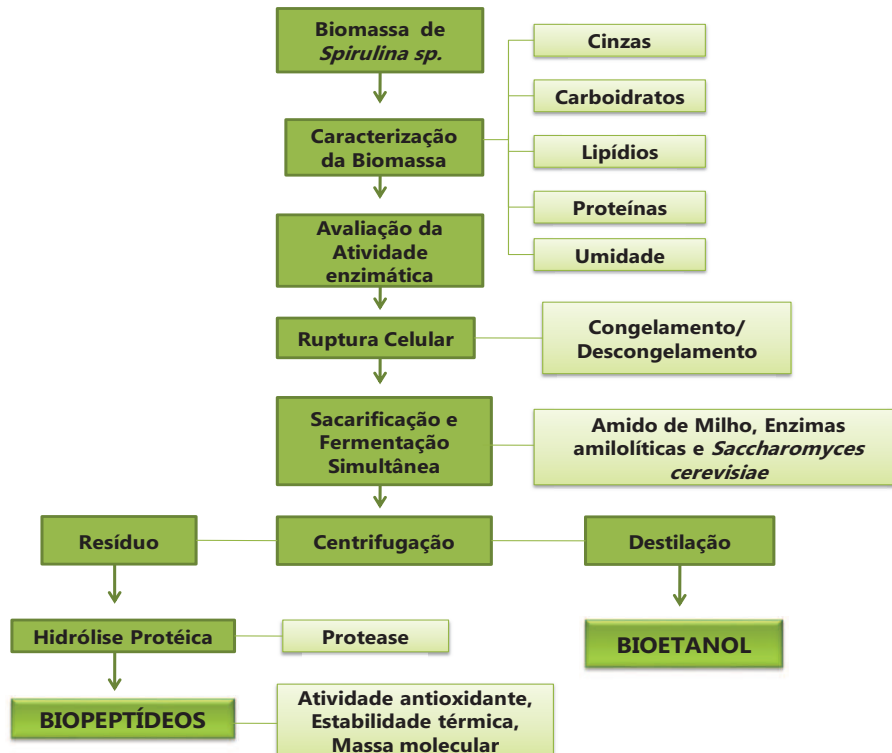 Biomassa de
Spirulina sp.
Cinzas
Carboidratos
Caracterização
da Biomassa
Lipídios
Proteínas
Umidade
Avaliação da
Atividade
enzimática
Ruptura Celular
Congelamento/
Descongelamento
Sacarificação e
Fermentação
Simultânea
Amido de Milho, Enzimas
amilolíticas e Saccharomyces
cerevisiae
Resíduo
Centrifugação
Destilação
Hidrólise Protéica
Protease
BIOETANOL
BIOPEPTÍDEOS
Atividade antioxidante,
Estabilidade térmica,
Massa molecular